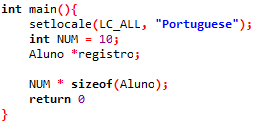 int main(){
setlocale(LC_ALL, "Portuguese");
int NUM = 10;
Aluno *registro;
NUM * sizeof(Aluno);
return 0
}